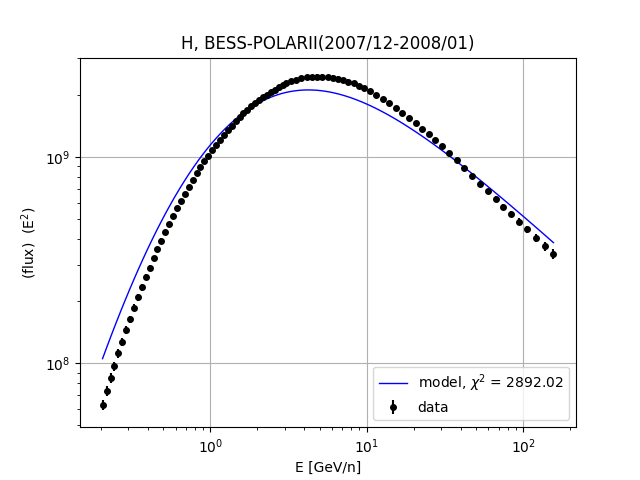 H, BESS-POLARII(2007/12-2008/01)
(flux) (E²)
10⁹
10⁸
10⁰ 10¹ 10²
E [GeV/n]
model, χ² = 2892.02
data